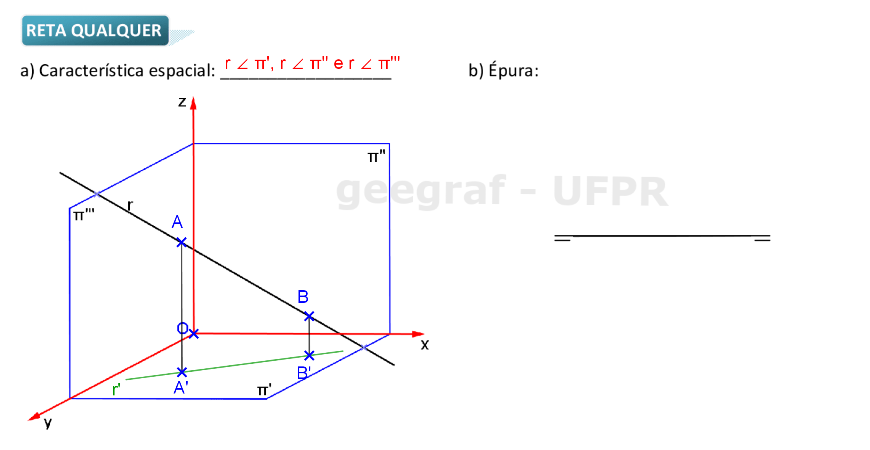 RETA QUALQUER
a) Característica espacial: r ∠ π', r ∠ π'' e r ∠ π'''
b) Épura:
z
π''
geegraf - UFPR
r
π'''
A
B
O
x
B'
A'
r'
π'
y